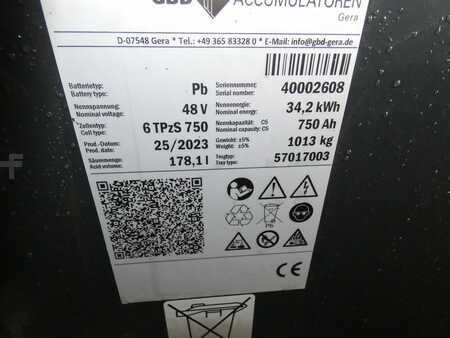 GBD ACCUMULATOREN
Gera
D-07548 Gera * Tel.: +49 365 83328 0 * E-Mail: info@gbd-gera.de
Batterietyp: Pb
Battery type:
Seriennummer: 40002608
Serial number:
Nennspannung: 48 V
Nominal voltage:
Nennenergie: 34,2 kWh
Nominal energy:
Zellentyp: 6 TPzS 750
Cell type:
Nennkapazität: C5 750 Ah
Nominal capacity: C5
Prod.-Datum: 25/2023
Prod. date:
Gewicht: ±5% 1013 kg
Weight: ±5%
Säuremenge: 178,1 l
Acid volume:
Trogtyp: 57017003
Tray type:
Pb
CE